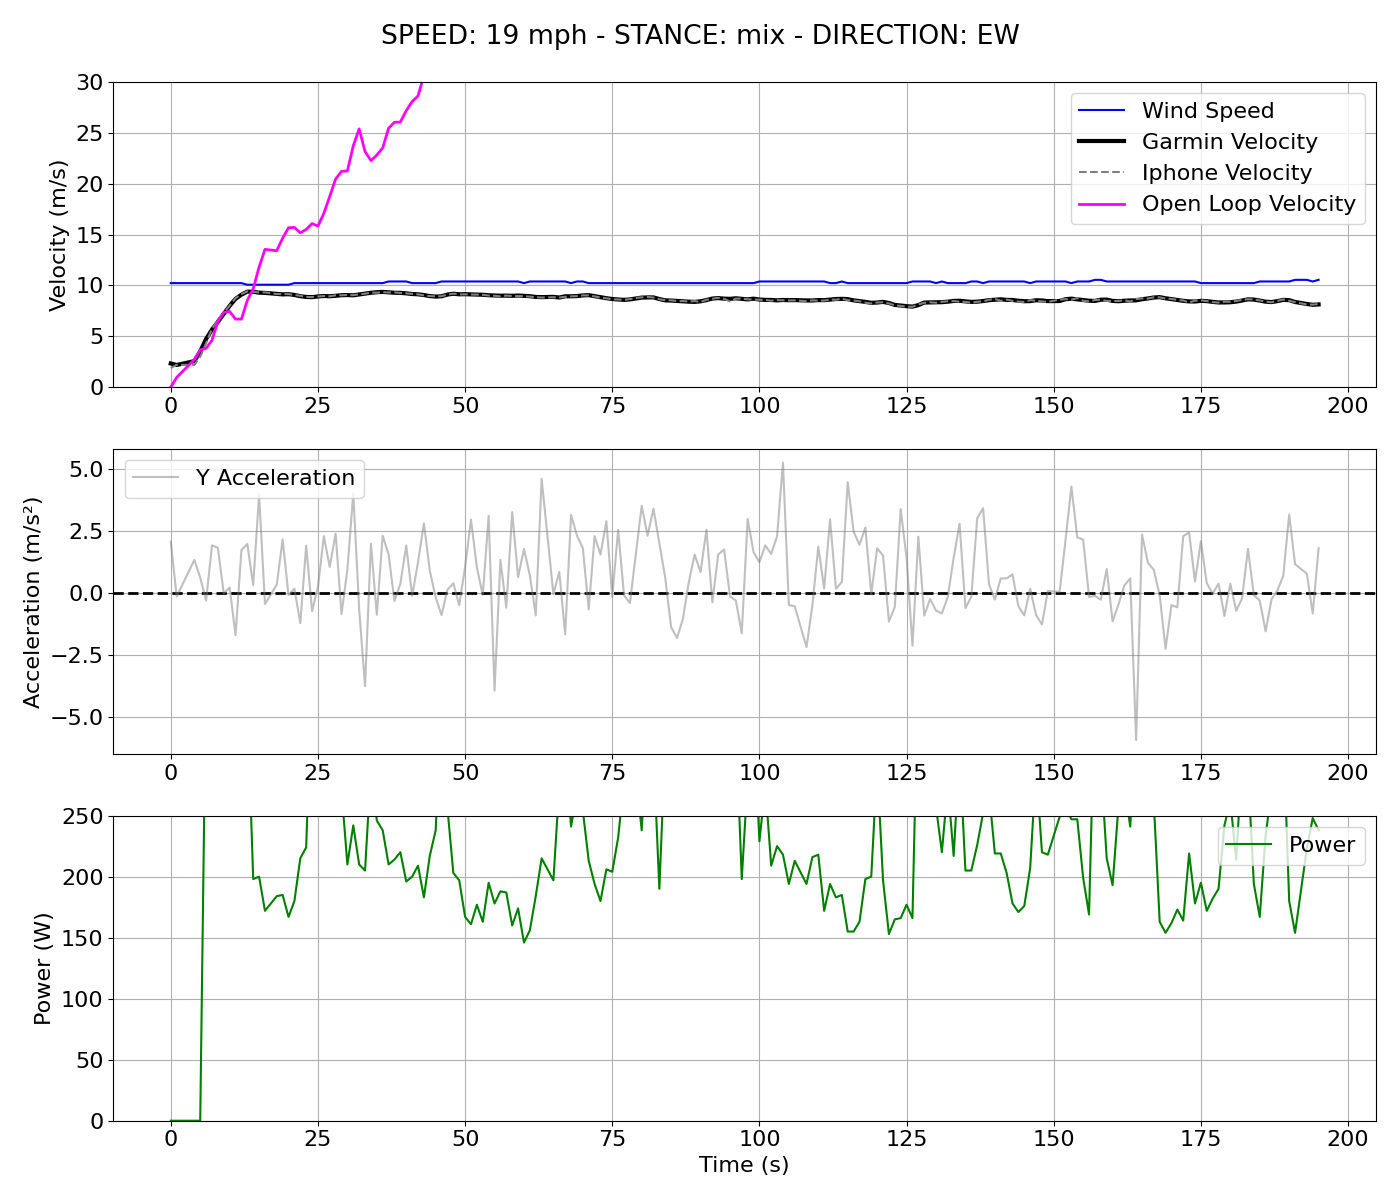 SPEED: 19 mph - STANCE: mix - DIRECTION: EW
Velocity (m/s)
30
25
20
15
10
5
0
Wind Speed
Garmin Velocity
Iphone Velocity
Open Loop Velocity
0 25 50 75 100 125 150 175 200
Acceleration (m/s²)
5.0
2.5
0.0
−2.5
−5.0
Y Acceleration
0 25 50 75 100 125 150 175 200
Power (W)
250
200
150
100
50
0
Power
0 25 50 75 100 125 150 175 200
Time (s)